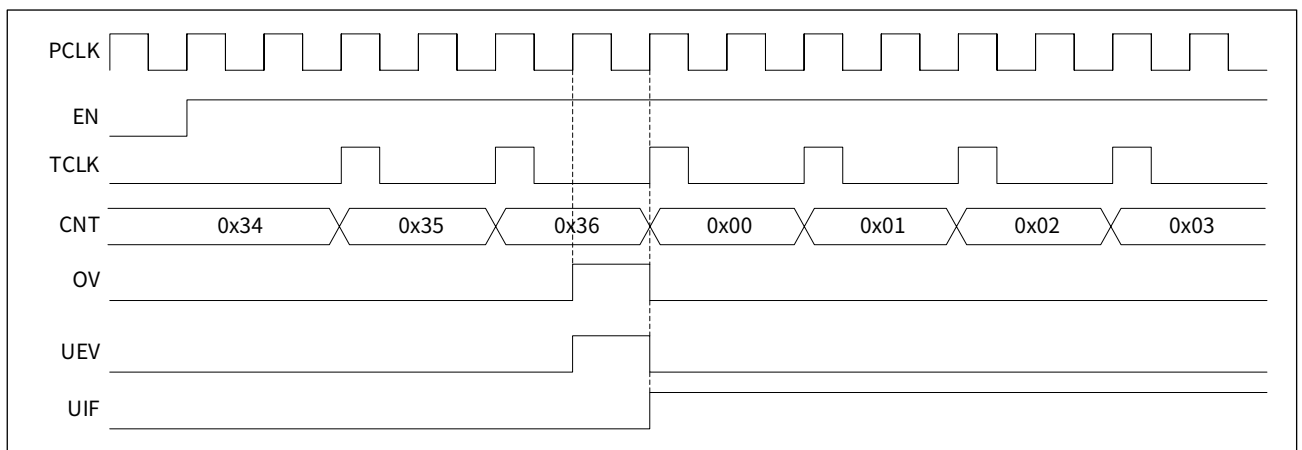 PCLK
EN
TCLK
CNT 0x34 0x35 0x36 0x00 0x01 0x02 0x03
OV
UEV
UIF